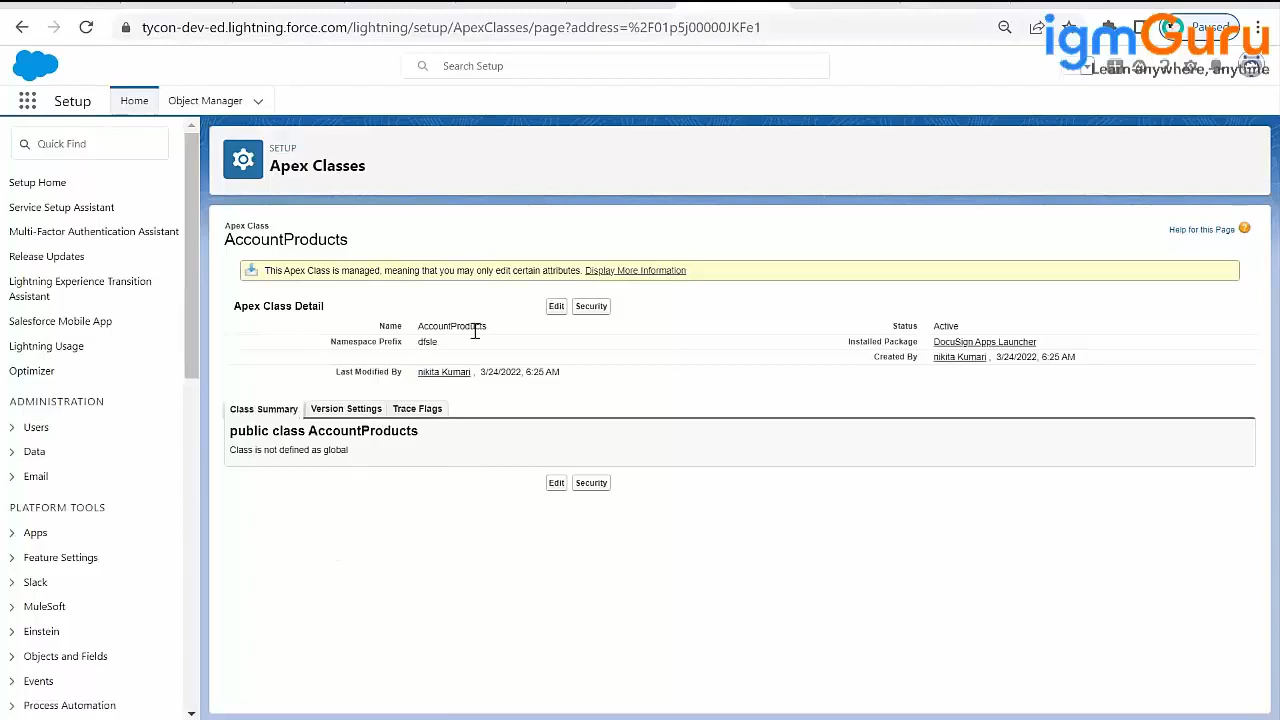 tycon-dev-ed.lightning.force.com/lightning/setup/ApexClasses/page?address=%2F01p5j00000JKFe1
Paused
igmGuru
Learn anywhere, anytime
Search Setup
Setup
Home
Object Manager
Quick Find
Setup Home
Service Setup Assistant
Multi-Factor Authentication Assistant
Release Updates
Lightning Experience Transition
Assistant
Salesforce Mobile App
Lightning Usage
Optimizer
ADMINISTRATION
Users
Data
Email
PLATFORM TOOLS
Apps
Feature Settings
Slack
MuleSoft
Einstein
Objects and Fields
Events
Process Automation
SETUP
Apex Classes
Apex Class
AccountProducts
Help for this Page ?
This Apex Class is managed, meaning that you may only edit certain attributes. Display More Information
Apex Class Detail Edit Security
Name AccountProducts Status Active
Namespace Prefix dfsle Installed Package DocuSign Apps Launcher
Created By nikita Kumari , 3/24/2022, 6:25 AM
Last Modified By nikita Kumari , 3/24/2022, 6:25 AM
Class Summary Version Settings Trace Flags
public class AccountProducts
Class is not defined as global
Edit Security